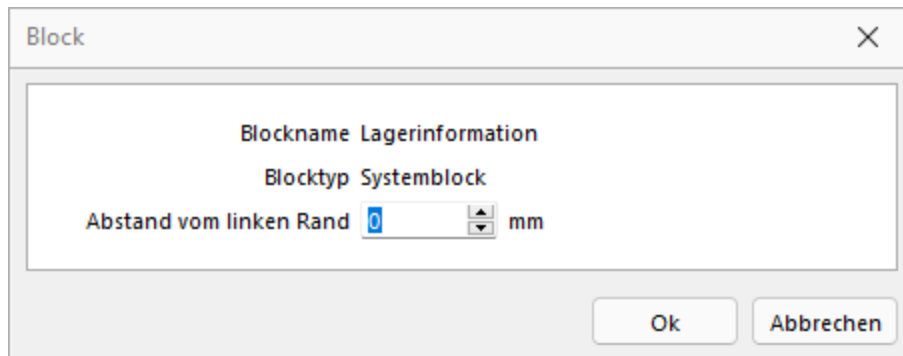 Block
Blockname Lagerinformation
Blocktyp Systemblock
Abstand vom linken Rand 0 mm
Ok Abbrechen